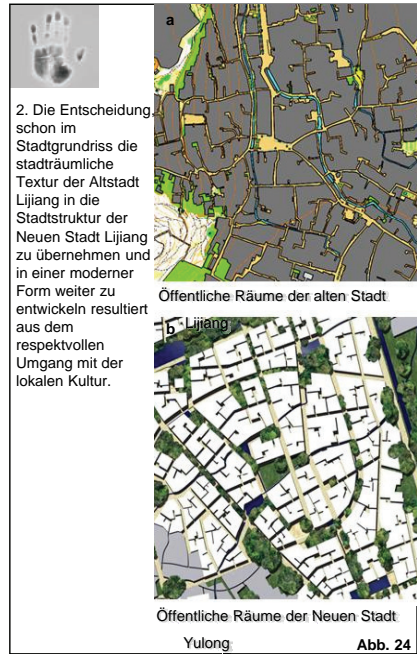 2. Die Entscheidung,
schon im
Stadtgrundriss die
stadträumliche
Textur der Altstadt
Lijiang in die
Stadtstruktur der
Neuen Stadt Lijiang
zu übernehmen und
in einer moderner
Form weiter zu
entwickeln resultiert
aus dem
respektvollen
Umgang mit der
lokalen Kultur.
a
Öffentliche Räume der alten Stadt
Lijiang
b
Öffentliche Räume der Neuen Stadt
Yulong
Abb. 24